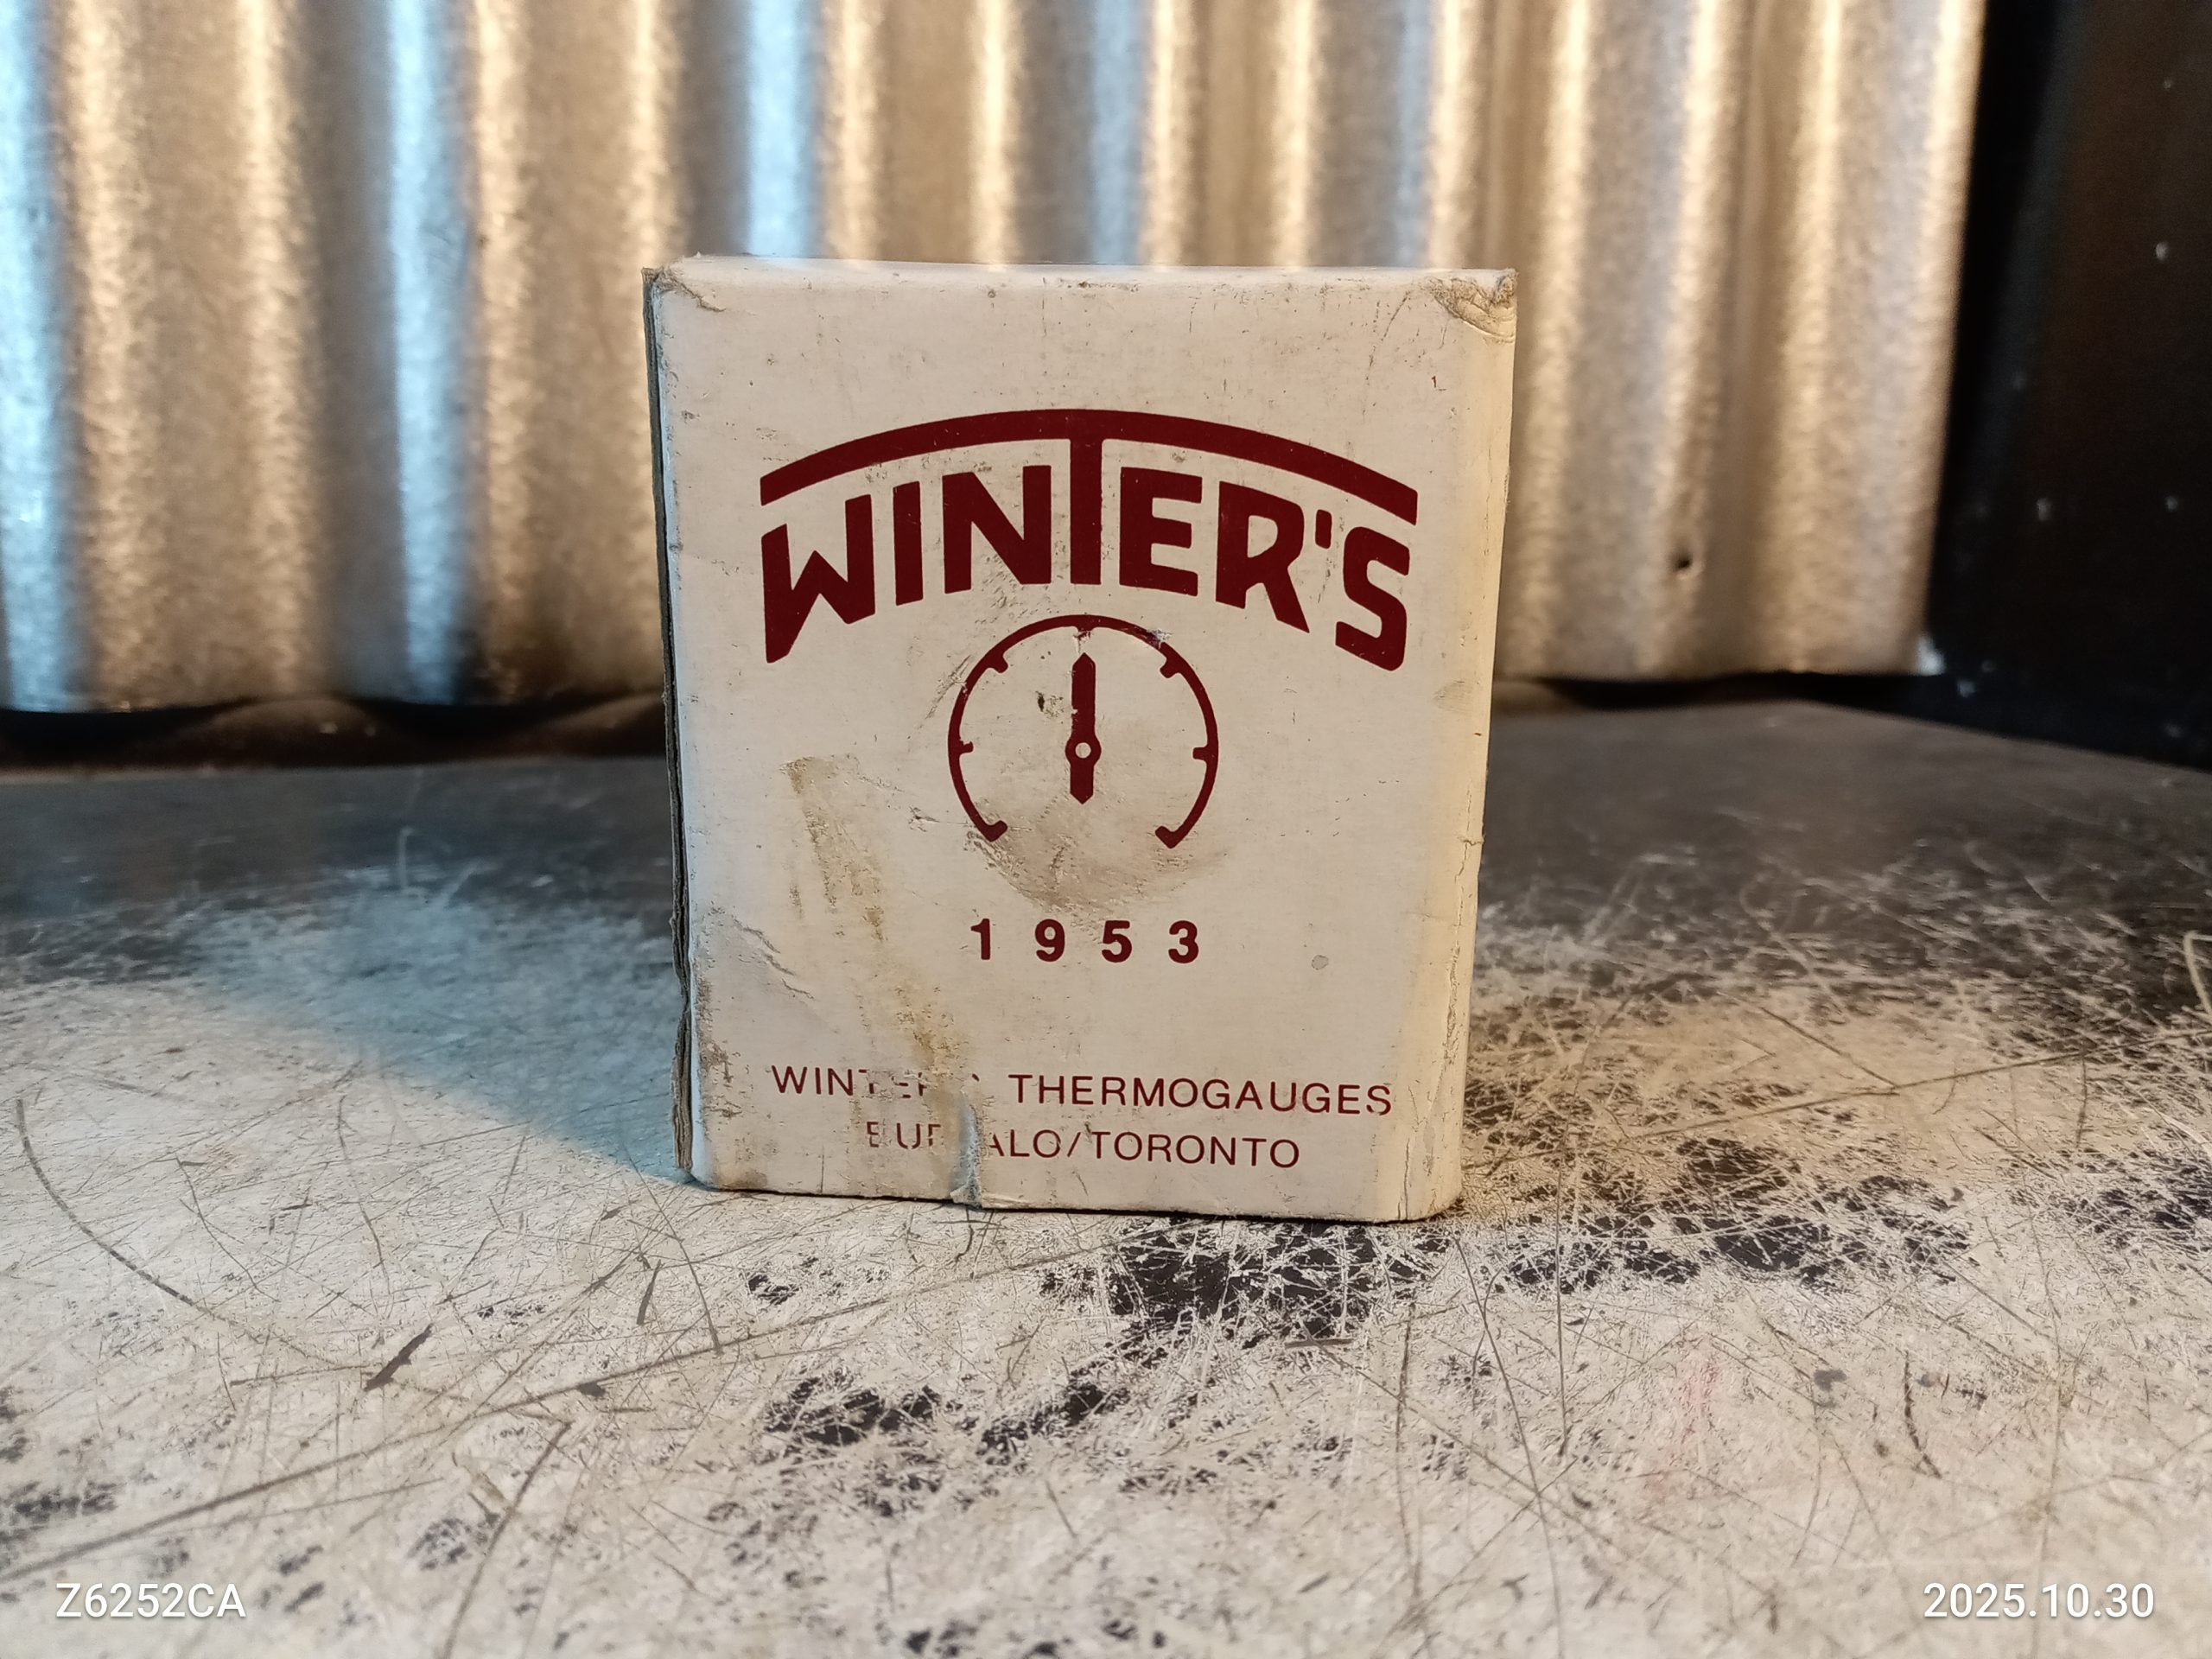 WINTER'S
1953
THERMOGAUGES
/TORONTO
Z6252CA
2025.10.30